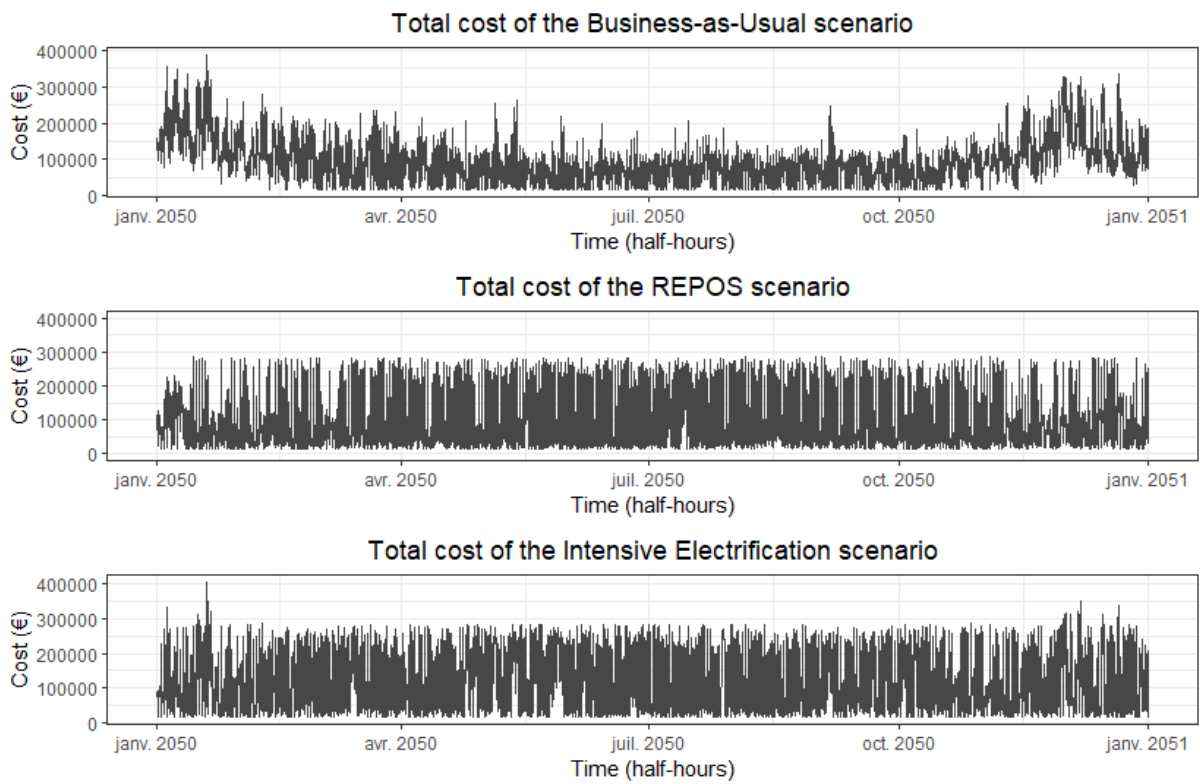 Total cost of the Business-as-Usual scenario
400000
300000
200000
100000
0
Cost (€)
janv. 2050 avr. 2050 juil. 2050 oct. 2050 janv. 2051
Time (half-hours)
Total cost of the REPOS scenario
400000
300000
200000
100000
0
Cost (€)
janv. 2050 avr. 2050 juil. 2050 oct. 2050 janv. 2051
Time (half-hours)
Total cost of the Intensive Electrification scenario
400000
300000
200000
100000
0
Cost (€)
janv. 2050 avr. 2050 juil. 2050 oct. 2050 janv. 2051
Time (half-hours)